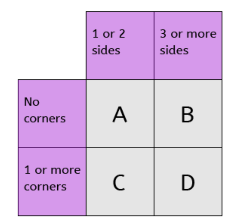 1 or 2 3 or more
sides sides
No
corners
A B
1 or more
corners
C D